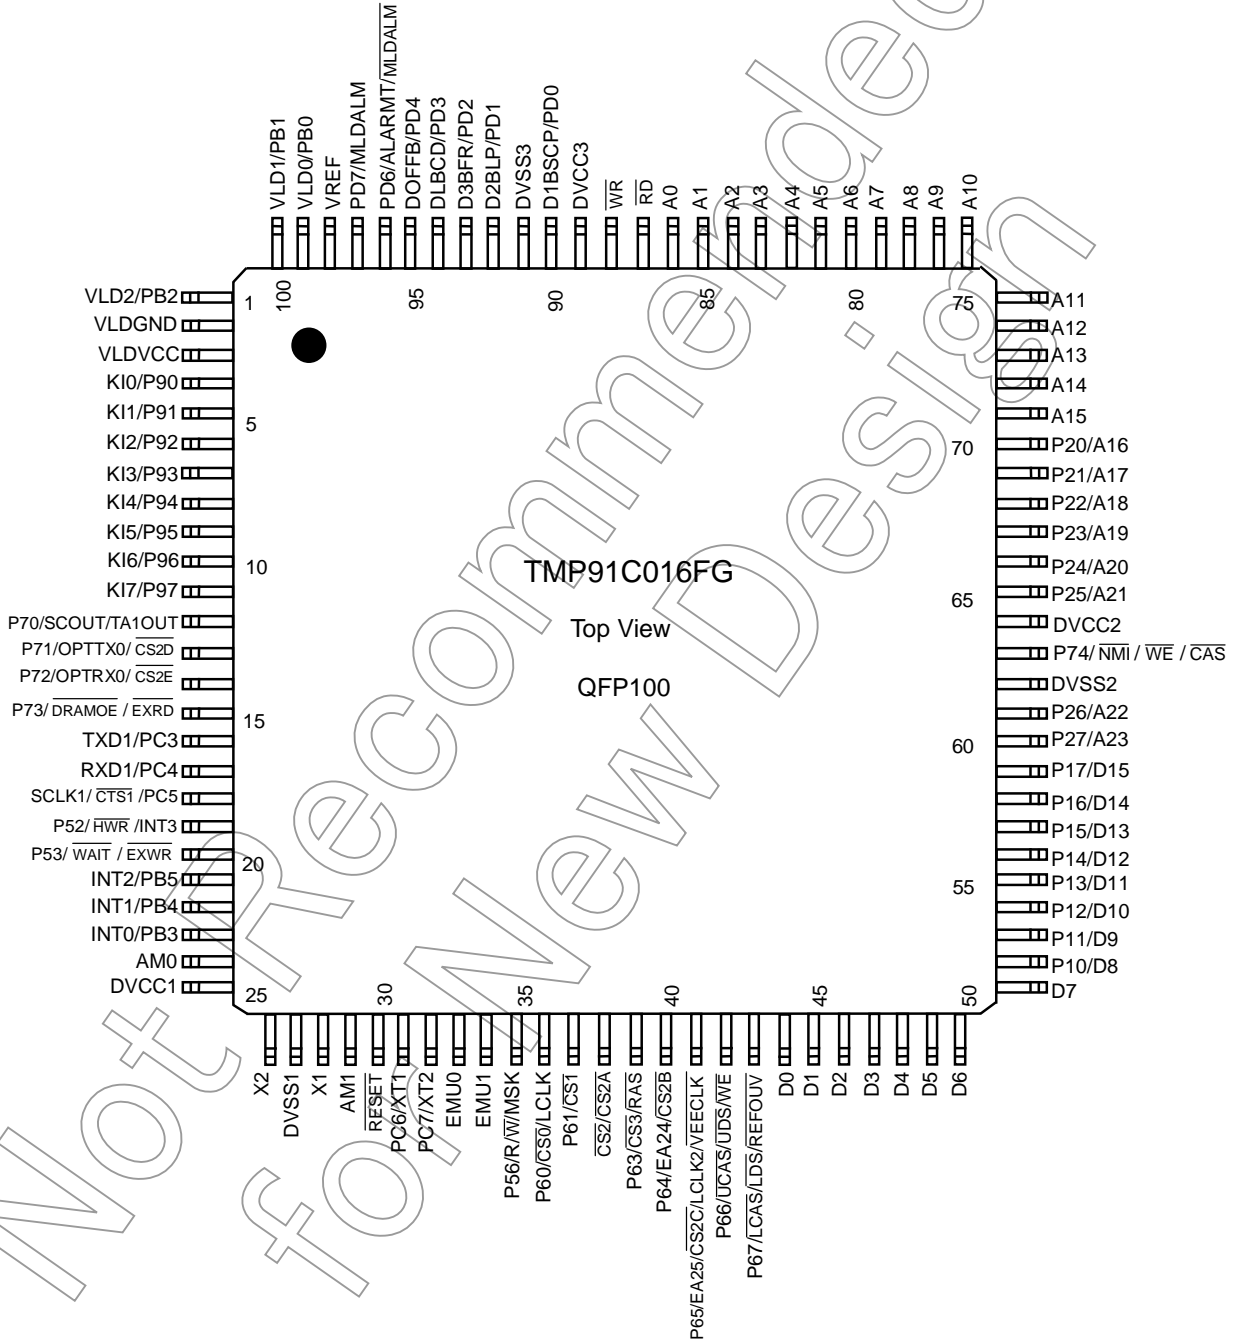 VLD1/PB1
VLD0/PB0
VREF
PD7/MLDALM
PD6/ALARMT/MLDALM
DOFFB/PD4
DLBCD/PD3
D3BFR/PD2
D2BLP/PD1
DVSS3
D1BSCP/PD0
DVCC3
WR
RD
A0
A1
A2
A3
A4
A5
A6
A7
A8
A9
A10
1
100
95
90
85
80
75
VLD2/PB2
VLDGND
VLDVCC
KI0/P90
KI1/P91
5
KI2/P92
KI3/P93
KI4/P94
KI5/P95
KI6/P96
10
KI7/P97
P70/SCOUT/TA1OUT
P71/OPTTX0/ CS2D
P72/OPTRX0/ CS2E
P73/ DRAMOE / EXRD
15
TXD1/PC3
RXD1/PC4
SCLK1/ CTS1 /PC5
P52/ HWR /INT3
P53/ WAIT / EXWR
20
INT2/PB5
INT1/PB4
INT0/PB3
AM0
DVCC1
25
TMP91C016FG
Top View
QFP100
A11
A12
A13
A14
A15
70
P20/A16
P21/A17
P22/A18
P23/A19
P24/A20
P25/A21
65
DVCC2
P74/ NMI / WE / CAS
DVSS2
P26/A22
P27/A23
60
P17/D15
P16/D14
P15/D13
P14/D12
P13/D11
55
P12/D10
P11/D9
P10/D8
D7
30
35
40
45
50
X2
DVSS1
X1
AM1
RESET
PC6/XT1
PC7/XT2
EMU0
EMU1
P56/R/W/MSK
P60/CS0/LCLK
P61/CS1
CS2/CS2A
P63/CS3/RAS
P64/EA24/CS2B
P65/EA25/CS2C/LCLK2/VEECLK
P66/UCAS/UDS/WE
P67/LCAS/LDS/REFOUV
D0
D1
D2
D3
D4
D5
D6
Not Recommended
for New Design